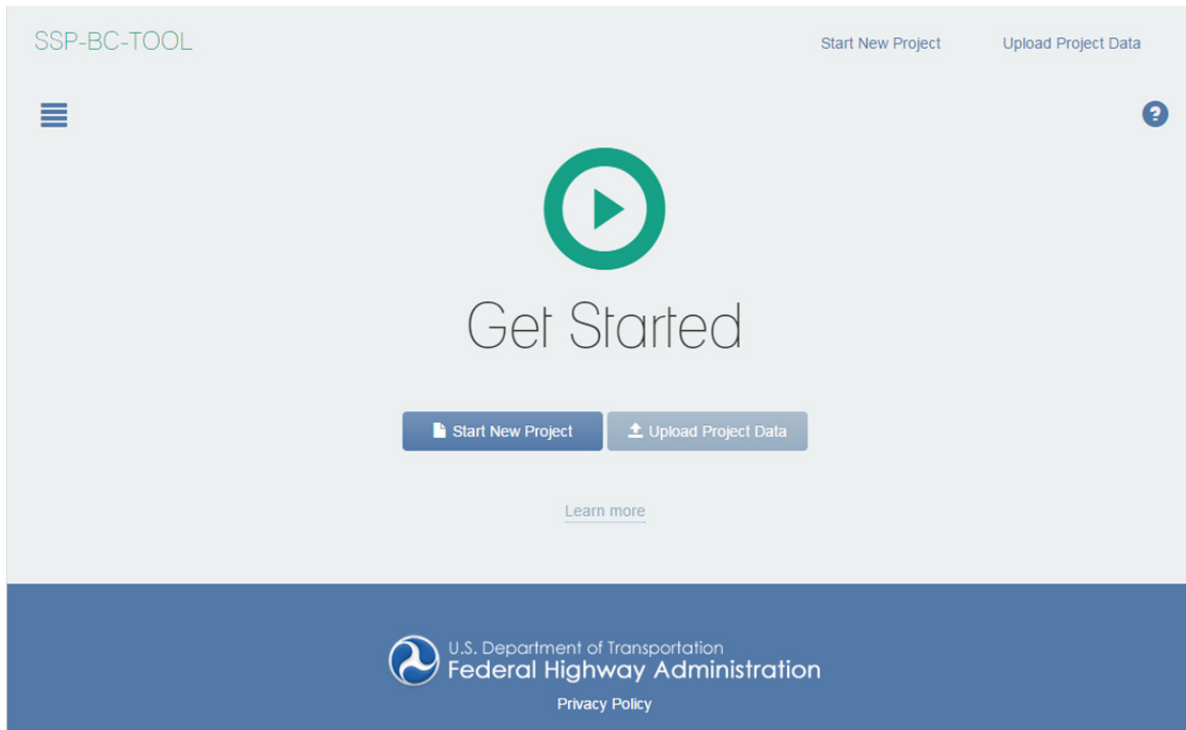 SSP-BC-TOOL
Start New Project Upload Project Data
?
Get Started
Start New Project Upload Project Data
Learn more
U.S. Department of Transportation
Federal Highway Administration
Privacy Policy